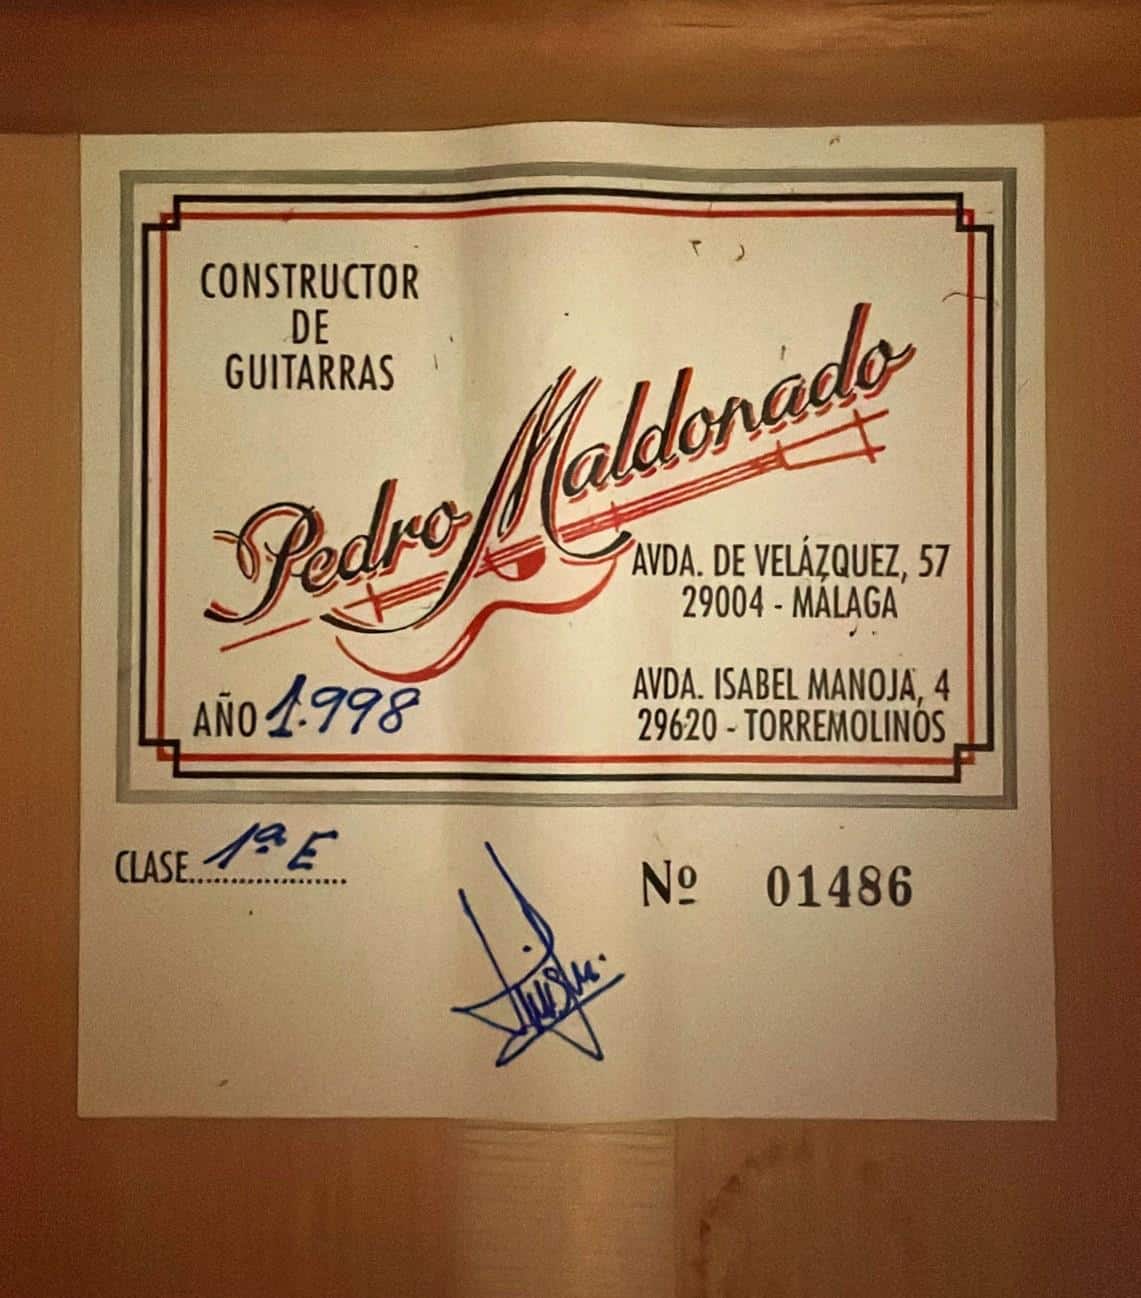 CONSTRUCTOR
DE
GUITARRAS
Pedro Maldonado
AVDA. DE VELÁZQUEZ, 57
29004 - MÁLAGA
AVDA. ISABEL MANOJA, 4
29620 - TORREMOLINOS
AÑO 1.998
CLASE 1ª E
Nº 01486